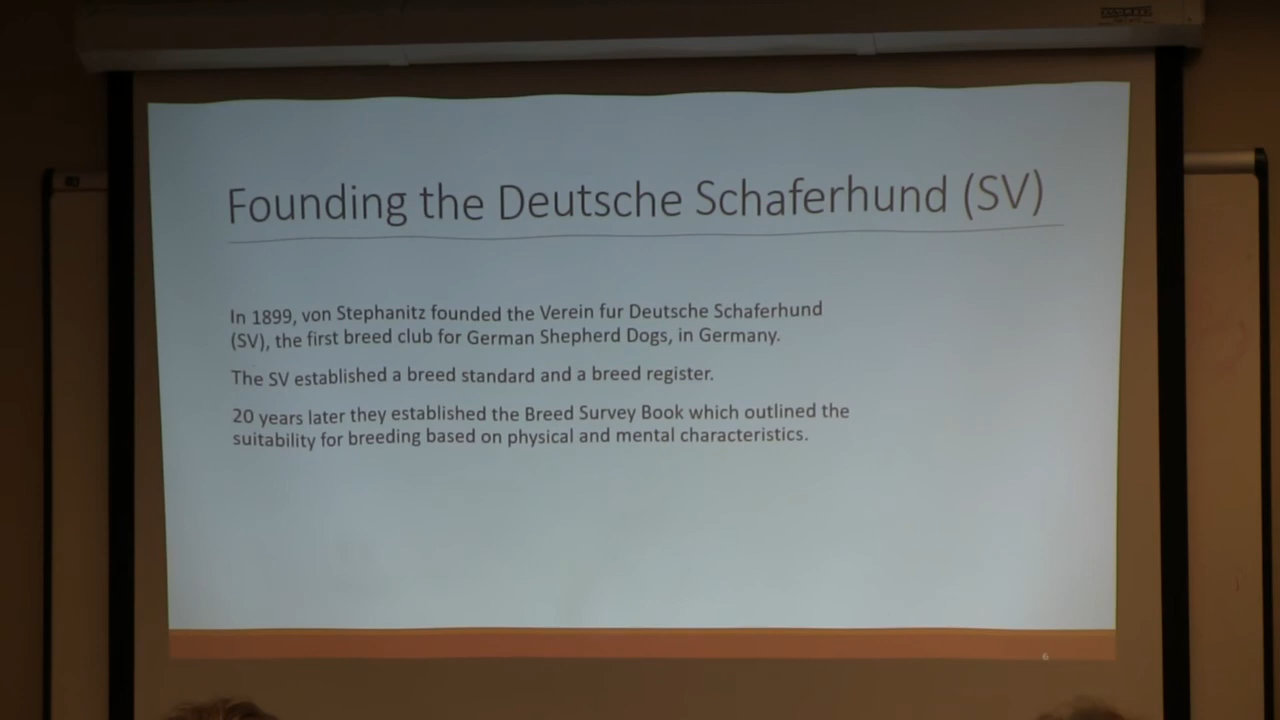 Founding the Deutsche Schaferhund (SV)
In 1899, von Stephanitz founded the Verein fur Deutsche Schaferhund
(SV), the first breed club for German Shepherd Dogs, in Germany.
The SV established a breed standard and a breed register.
20 years later they established the Breed Survey Book which outlined the
suitability for breeding based on physical and mental characteristics.
6